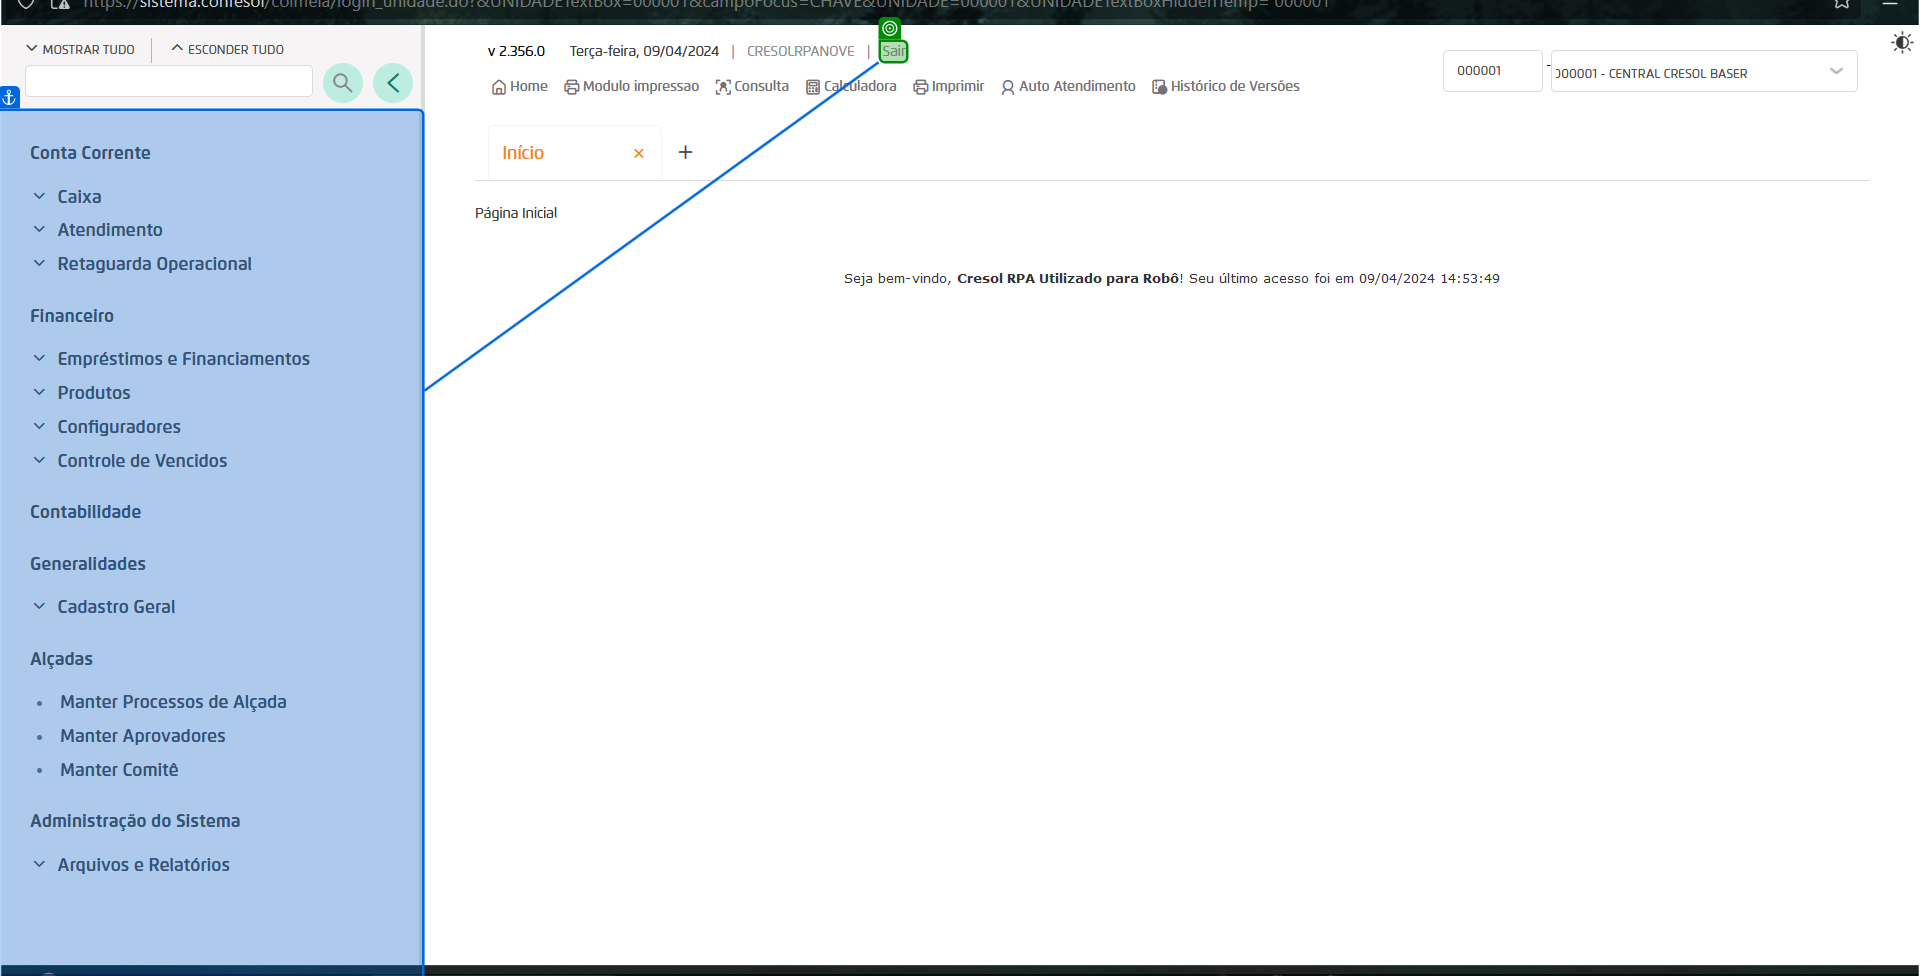 https://sistema.confesol/colmeia/login_unidade.do?&UNIDADETextBox=000001&campoFocus=CHAVE&UNIDADE=000001&UNIDADETextBoxHiddenTemp= 000001
MOSTRAR TUDO | ESCONDER TUDO
v 2.356.0 Terça-feira, 09/04/2024 | CRESOLRPANOVE | Sair
Home Modulo impressao Consulta Calculadora Imprimir Auto Atendimento Histórico de Versões
000001 - 000001 - CENTRAL CRESOL BASER
Conta Corrente
Caixa
Atendimento
Retaguarda Operacional
Financeiro
Empréstimos e Financiamentos
Produtos
Configuradores
Controle de Vencidos
Contabilidade
Generalidades
Cadastro Geral
Alçadas
• Manter Processos de Alçada
• Manter Aprovadores
• Manter Comitê
Administração do Sistema
Arquivos e Relatórios
Início × +
Página Inicial
Seja bem-vindo, Cresol RPA Utilizado para Robô! Seu último acesso foi em 09/04/2024 14:53:49